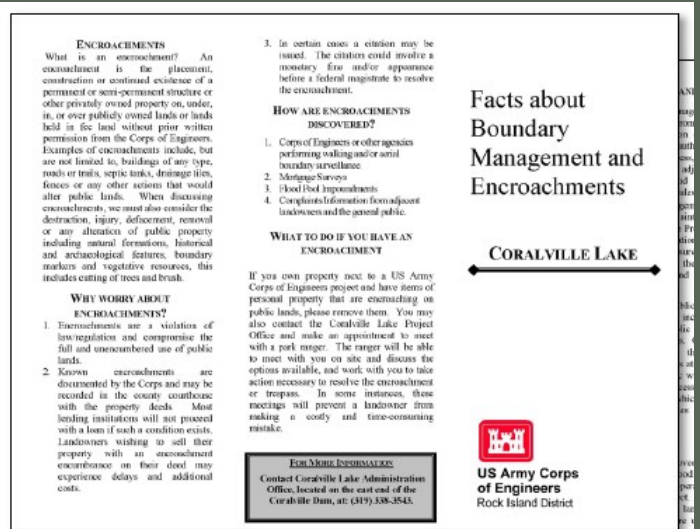 ENCROACHMENTS
What is an encroachment? An
encroachment is the placement,
construction or continued existence of a
permanent or semi-permanent structure or
other privately owned property on, under,
in, or over publicly owned lands or lands
held in fee land without prior written
permission from the Corps of Engineers.
Examples of encroachments include, but
are not limited to, buildings of any type,
roads or trails, septic tanks, drainage tiles,
fences or any other actions that would
alter public lands. When discussing
encroachments, we must also consider the
destruction, injury, defacement, removal
or any alteration of public property
including natural formations, historical
and archaeological features, boundary
markers and vegetative resources, this
includes cutting of trees and brush.
WHY WORRY ABOUT
ENCROACHMENTS?
1. Encroachments are a violation of
law/regulation and compromise the
full and unencumbered use of public
lands.
2. Known encroachments are
documented by the Corps and may be
recorded in the county courthouse
with the property deeds. Most
lending institutions will not proceed
with a loan if such a condition exists.
Landowners wishing to sell their
property with an encroachment
encumbrance on their deed may
experience delays and additional
costs.
3. In certain cases a citation may be
issued. The citation could involve a
monetary fine and/or appearance
before a federal magistrate to resolve
the encroachment.
HOW ARE ENCROACHMENTS
DISCOVERED?
1. Corps of Engineers or other agencies
performing walking and/or aerial
boundary surveillance.
2. Mortgage Surveys
3. Flood Pool Impoundments
4. Complaints/Information from adjacent
landowners and the general public.
WHAT TO DO IF YOU HAVE AN
ENCROACHMENT
If you own property next to a US Army
Corps of Engineers project and have items of
personal property that are encroaching on
public lands, please remove them. You may
also contact the Coralville Lake Project
Office and make an appointment to meet
with a park ranger. The ranger will be able
to meet with you on site and discuss the
options available, and work with you to take
action necessary to resolve the encroachment
or trespass. In some instances, these
meetings will prevent a landowner from
making a costly and time-consuming
mistake.
FOR MORE INFORMATION
Contact Coralville Lake Administration
Office, located on the east end of the
Coralville Dam, at: (319) 338-3543.
Facts about
Boundary
Management and
Encroachments
CORALVILLE LAKE
US Army Corps
of Engineers
Rock Island District